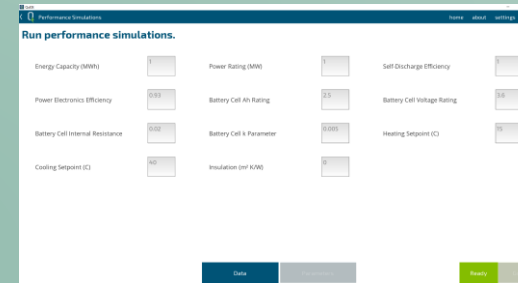 Performance Simulations home about settings
Run performance simulations.
Energy Capacity (MWh) 1 Power Rating (MW) 1 Self-Discharge Efficiency
Power Electronics Efficiency 0.93 Battery Cell Ah Rating 2.5 Battery Cell Voltage Rating 3.6
Battery Cell Internal Resistance 0.02 Battery Cell k Parameter 0.005 Heating Setpoint (C) 15
Cooling Setpoint (C) 40 Insulation (m² K/W) 0
Data Ready